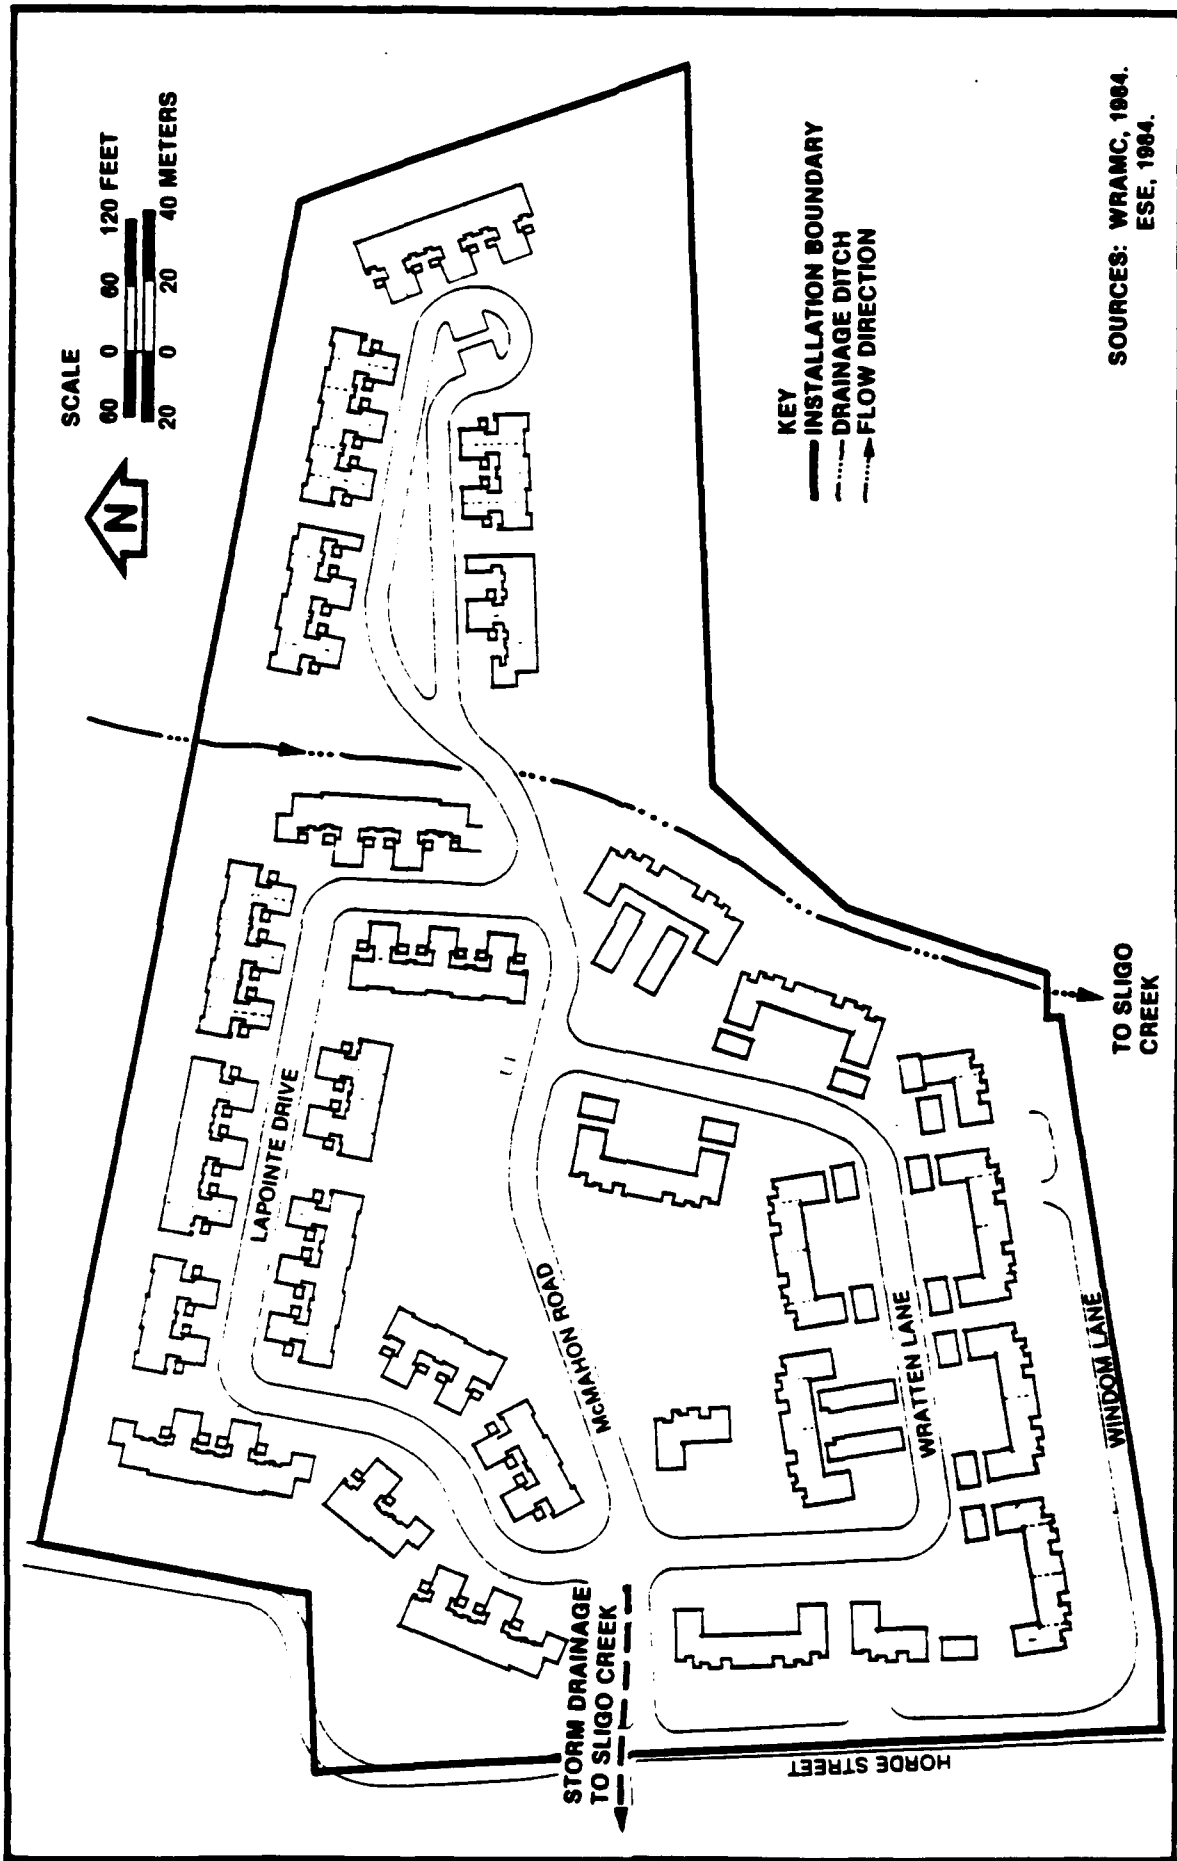 SCALE
60 0 60 120 FEET
20 0 20 40 METERS
N
KEY
INSTALLATION BOUNDARY
DRAINAGE DITCH
FLOW DIRECTION
SOURCES: WRAMC, 1984.
ESE, 1984.
LAPOINTE DRIVE
McMAHON ROAD
WRATTEN LANE
WINDOM LANE
TO SLIGO
CREEK
STORM DRAINAGE
TO SLIGO CREEK
HORDE STREET